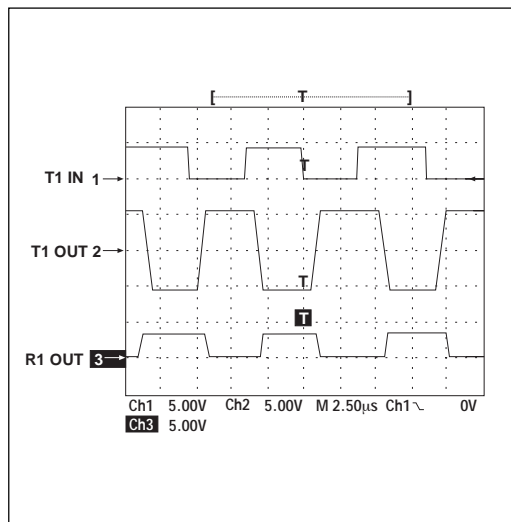 [ T ]
T1 IN 1
T
T1 OUT 2
T
T
R1 OUT 3
Ch1 5.00V Ch2 5.00V M 2.50µs Ch1 0V
Ch3 5.00V